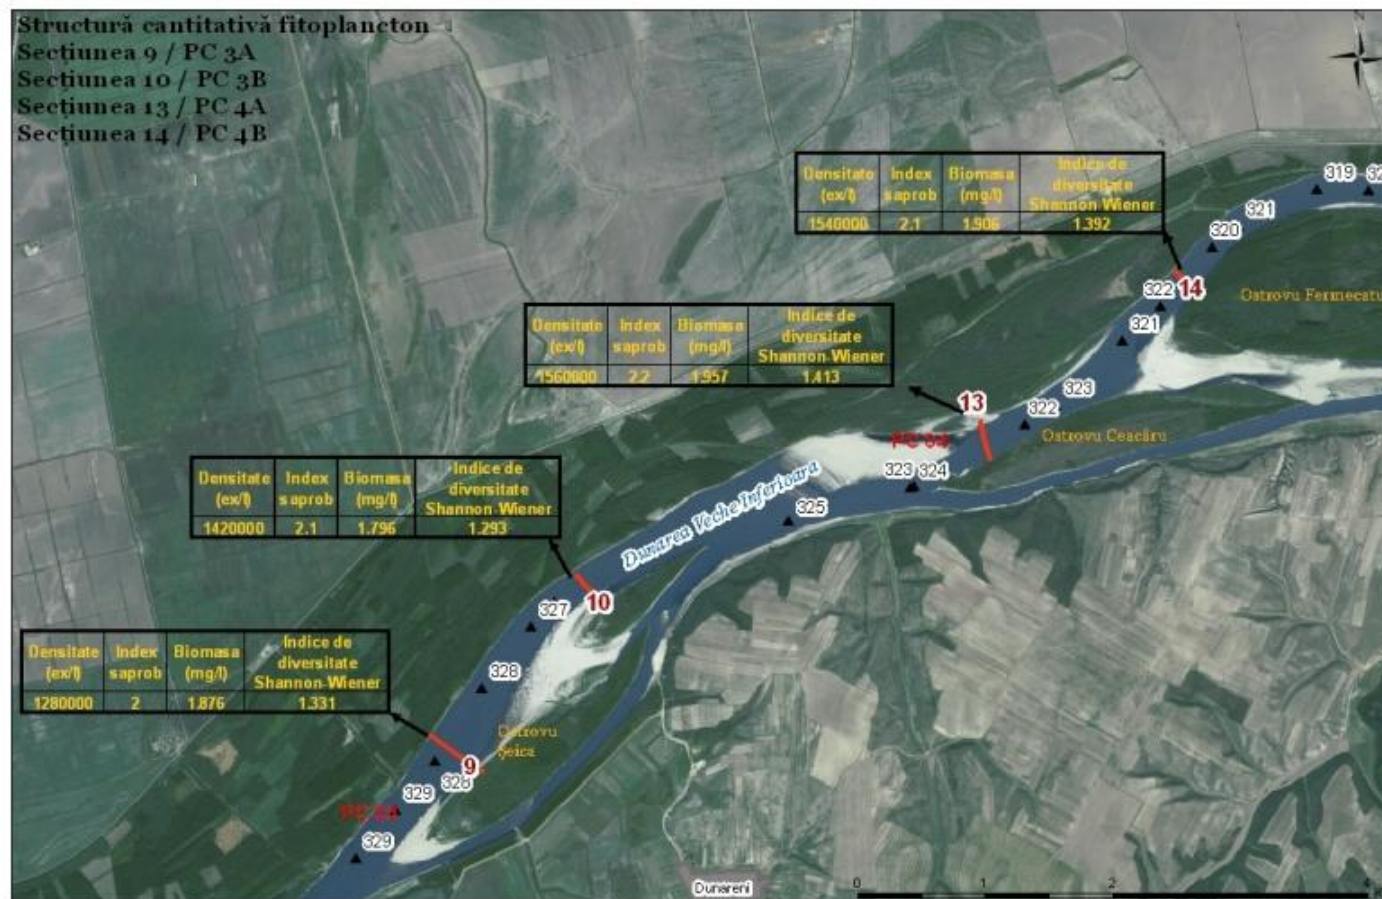 Structură cantitativă fitoplancton
Secțiunea 9 / PC 3A
Secțiunea 10 / PC 3B
Secțiunea 13 / PC 4A
Secțiunea 14 / PC 4B
Densitate (ex/l) Index saprob Biomasa (mg/l) Indice de diversitate Shannon-Wiener
1540000 2.1 1.906 1.392
319
321
320
14
322
Ostrovu Fermecatu
321
Densitate (ex/l) Index saprob Biomasa (mg/l) Indice de diversitate Shannon-Wiener
1560000 2.2 1.957 1.413
13
323
322
Ostrovu Ceacâru
323
324
325
Dunarea Veche Inferioara
Densitate (ex/l) Index saprob Biomasa (mg/l) Indice de diversitate Shannon-Wiener
1420000 2.1 1.796 1.293
10
327
328
Densitate (ex/l) Index saprob Biomasa (mg/l) Indice de diversitate Shannon-Wiener
1280000 2 1.876 1.331
Ostrovu
Șoica
9
328
329
329
Dunareni
0 1 2 4